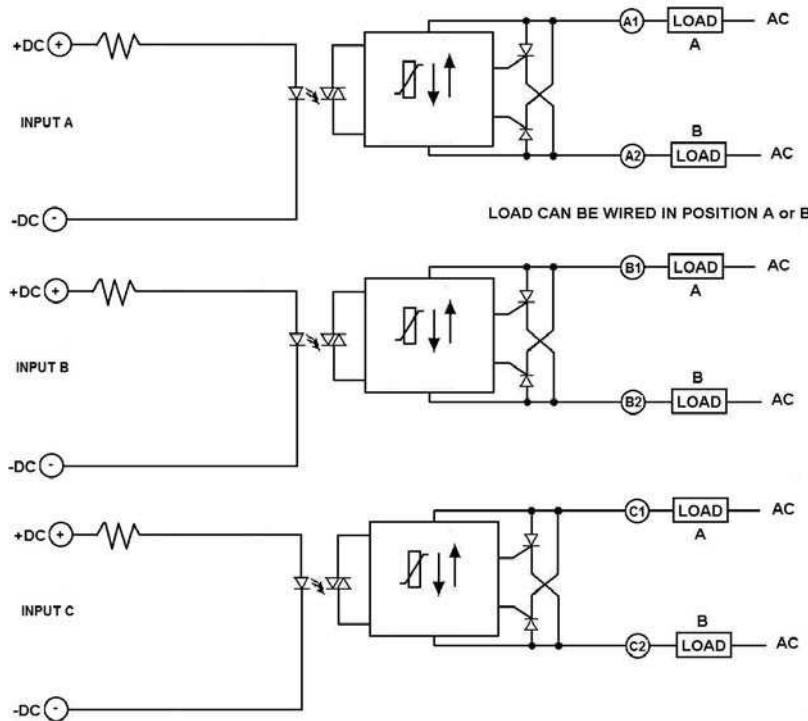 A1 LOAD AC
A
+DC +
INPUT A
B
A2 LOAD AC
-DC -
LOAD CAN BE WIRED IN POSITION A or B
B1 LOAD AC
+DC +
A
INPUT B
B
B2 LOAD AC
-DC -
C1 LOAD AC
+DC +
A
INPUT C
B
C2 LOAD AC
-DC -